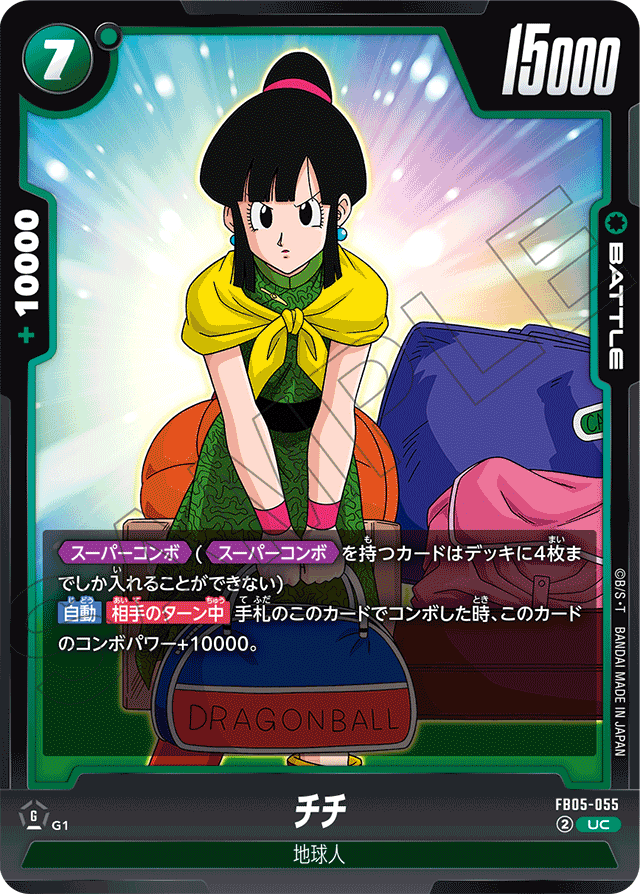 7
15000
+ 10000
BATTLE
SAMPLE
CA
スーパーコンボ ( スーパーコンボ を持つカードはデッキに4枚ま
でしか入れることができない)
自動 相手のターン中 手札のこのカードでコンボした時、このカード
のコンボパワー+10000。
DRAGONBALL
©B/S・T BANDAI MADE IN JAPAN
G G1
チチ
FB05-055
② UC
地球人